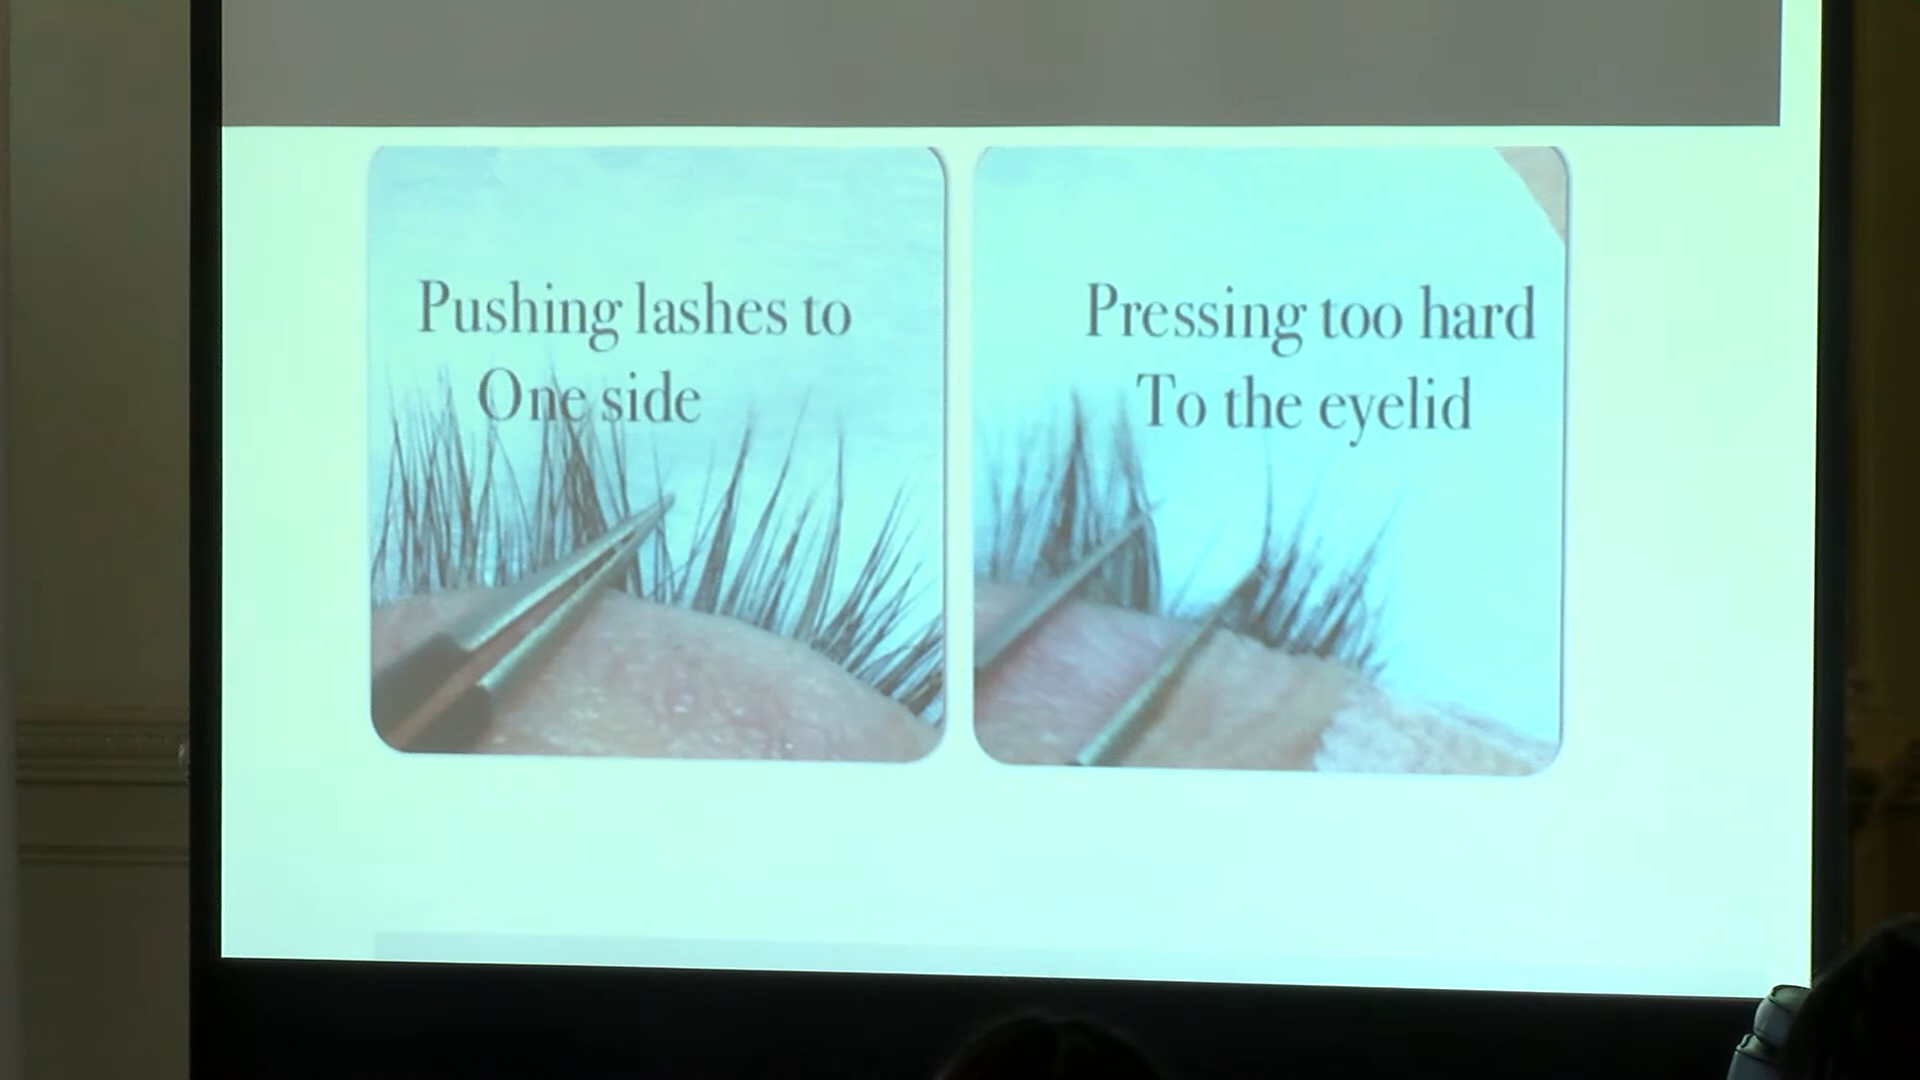 Pushing lashes to
One side
Pressing too hard
To the eyelid